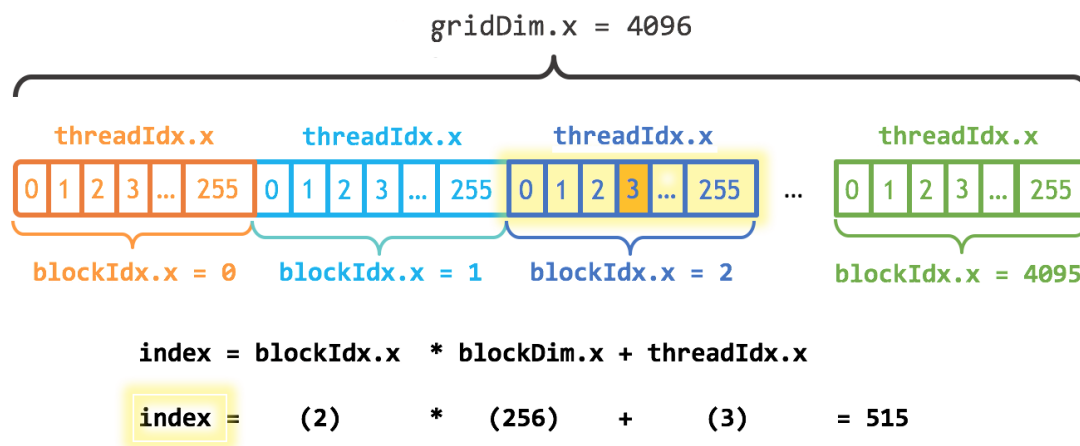 gridDim.x = 4096
threadIdx.x threadIdx.x threadIdx.x threadIdx.x
0 1 2 3 ... 255 0 1 2 3 ... 255 0 1 2 3 ... 255 ... 0 1 2 3 ... 255
blockIdx.x = 0 blockIdx.x = 1 blockIdx.x = 2 blockIdx.x = 4095
index = blockIdx.x * blockDim.x + threadIdx.x
index = (2) * (256) + (3) = 515